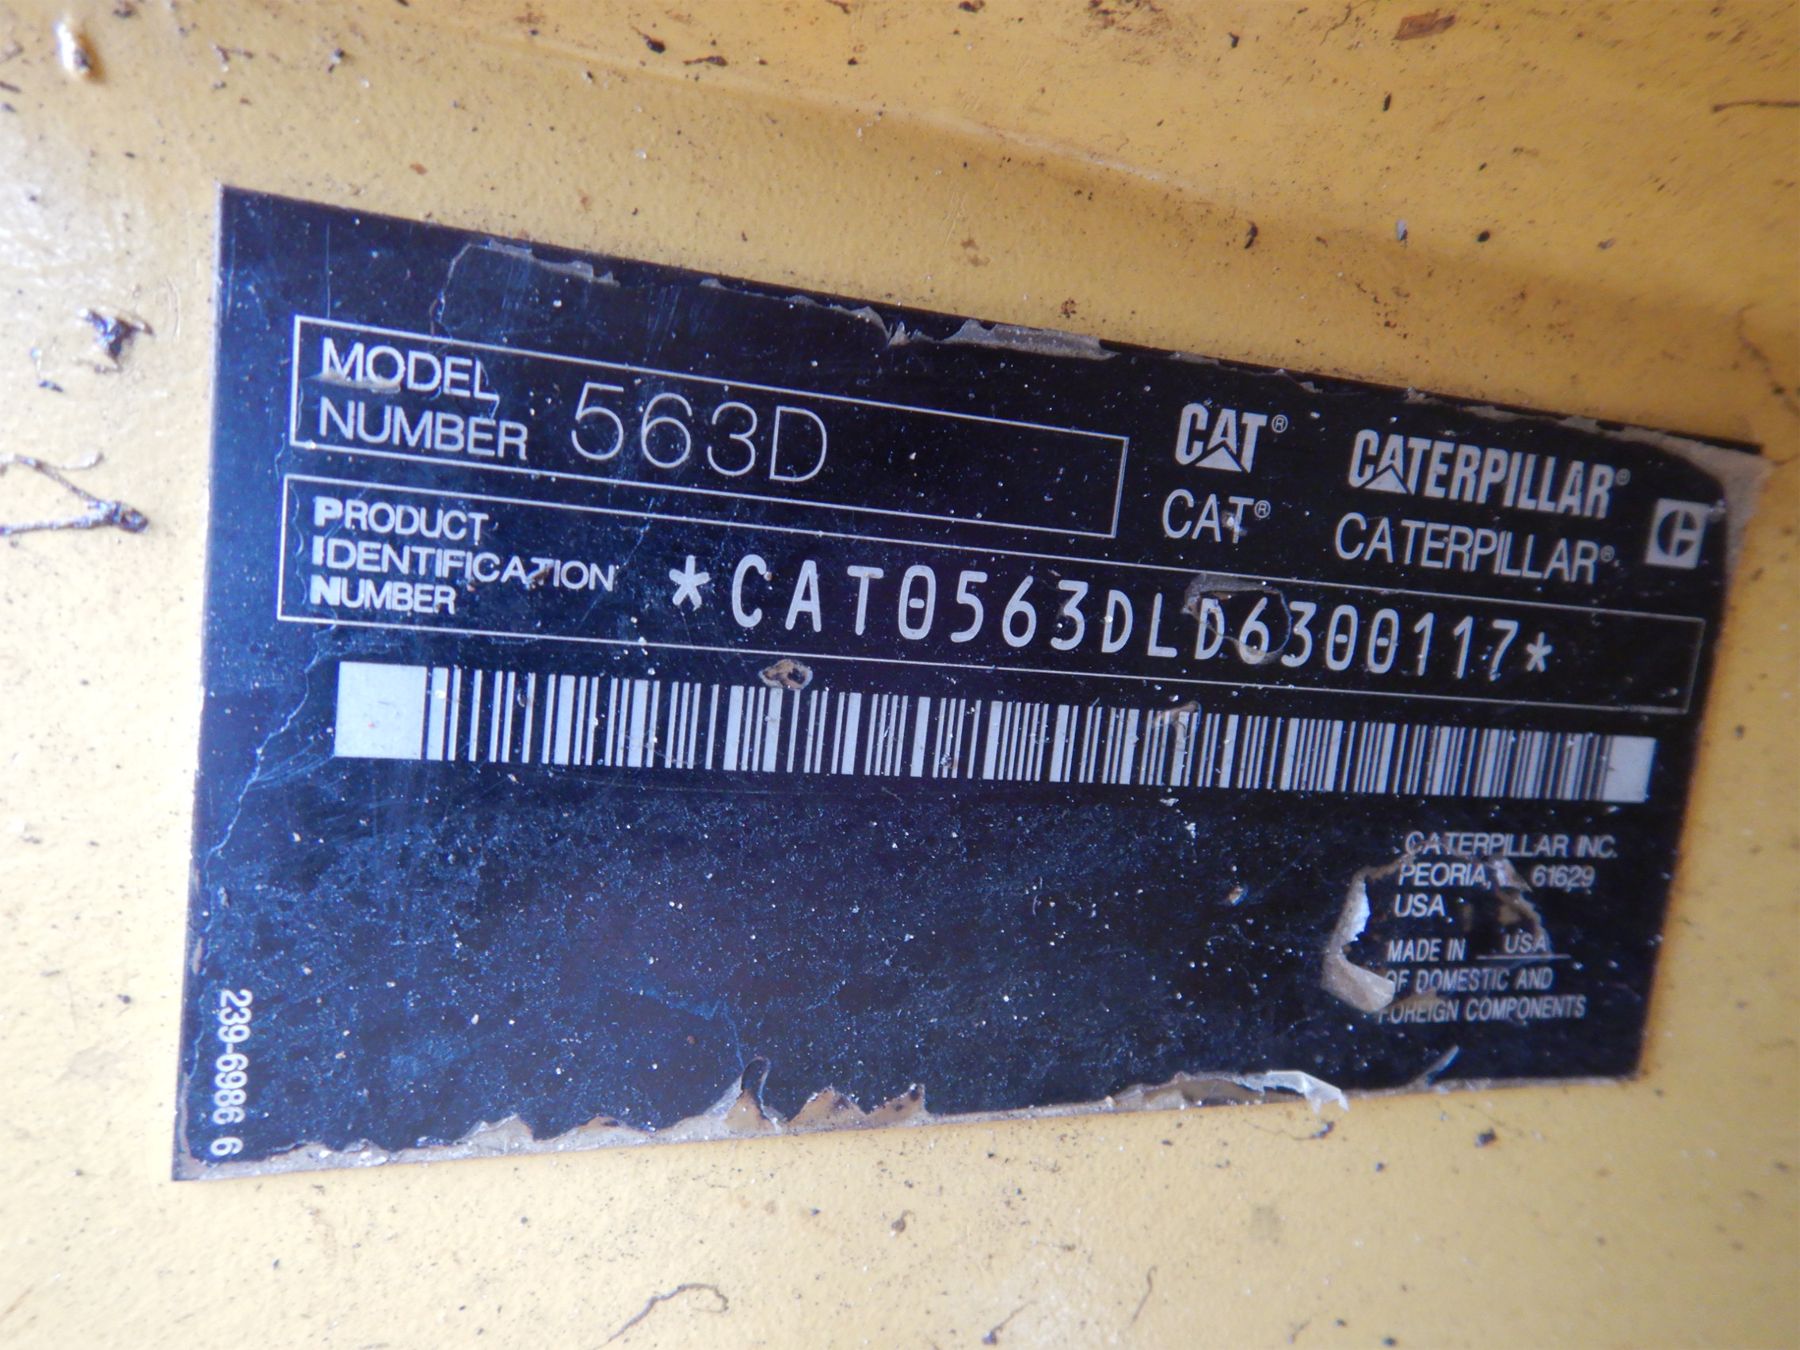 MODEL
NUMBER 563D
CAT® CATERPILLAR®
CAT® CATERPILLAR®
PRODUCT
IDENTIFICATION
NUMBER *CAT0563DLD6300117*
CATERPILLAR INC.
PEORIA, IL 61629
USA
MADE IN USA
OF DOMESTIC AND
FOREIGN COMPONENTS
239-6986 6